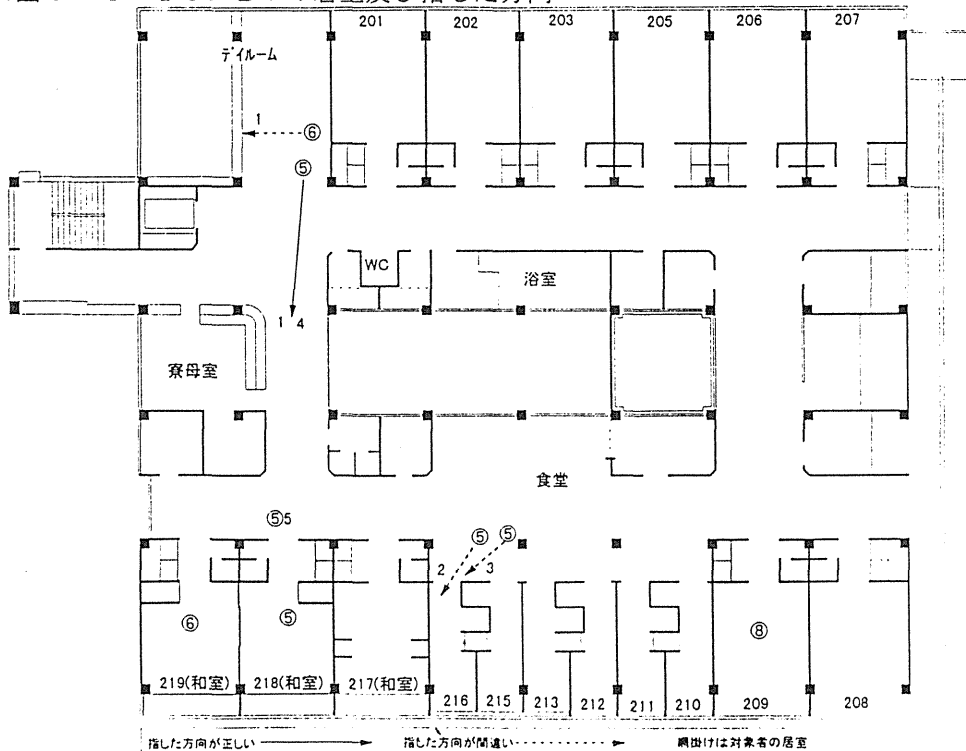 201 202 203 205 206 207
デイルーム
1 ⑥
⑤
WC
浴室
1 4
寮母室
食堂
⑤5
⑤ ⑤
2 3
⑥ ⑤ ⑧
219(和室) 218(和室) 217(和室) 216 215 213 212 211 210 209 208
指した方向が正しい 指した方向が間違い 網掛けは対象者の居室